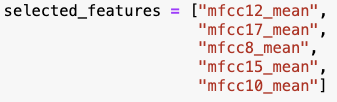 selected_features = ["mfcc12_mean",
"mfcc17_mean",
"mfcc8_mean",
"mfcc15_mean",
"mfcc10_mean"]